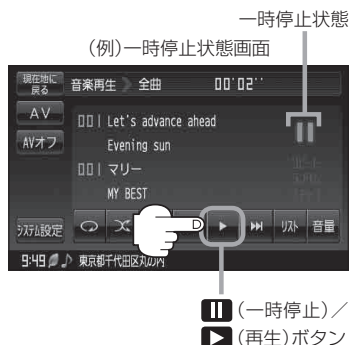 一時停止状態
(例)一時停止状態画面
現在地に
戻る
音楽再生 全曲 00'02''
AV
AVオフ
001 Let's advance ahead
Evening sun
001 マリー
MY BEST
システム設定
リスト
音量
9:49 東京都千代田区丸の内
(一時停止)/
(再生)ボタン